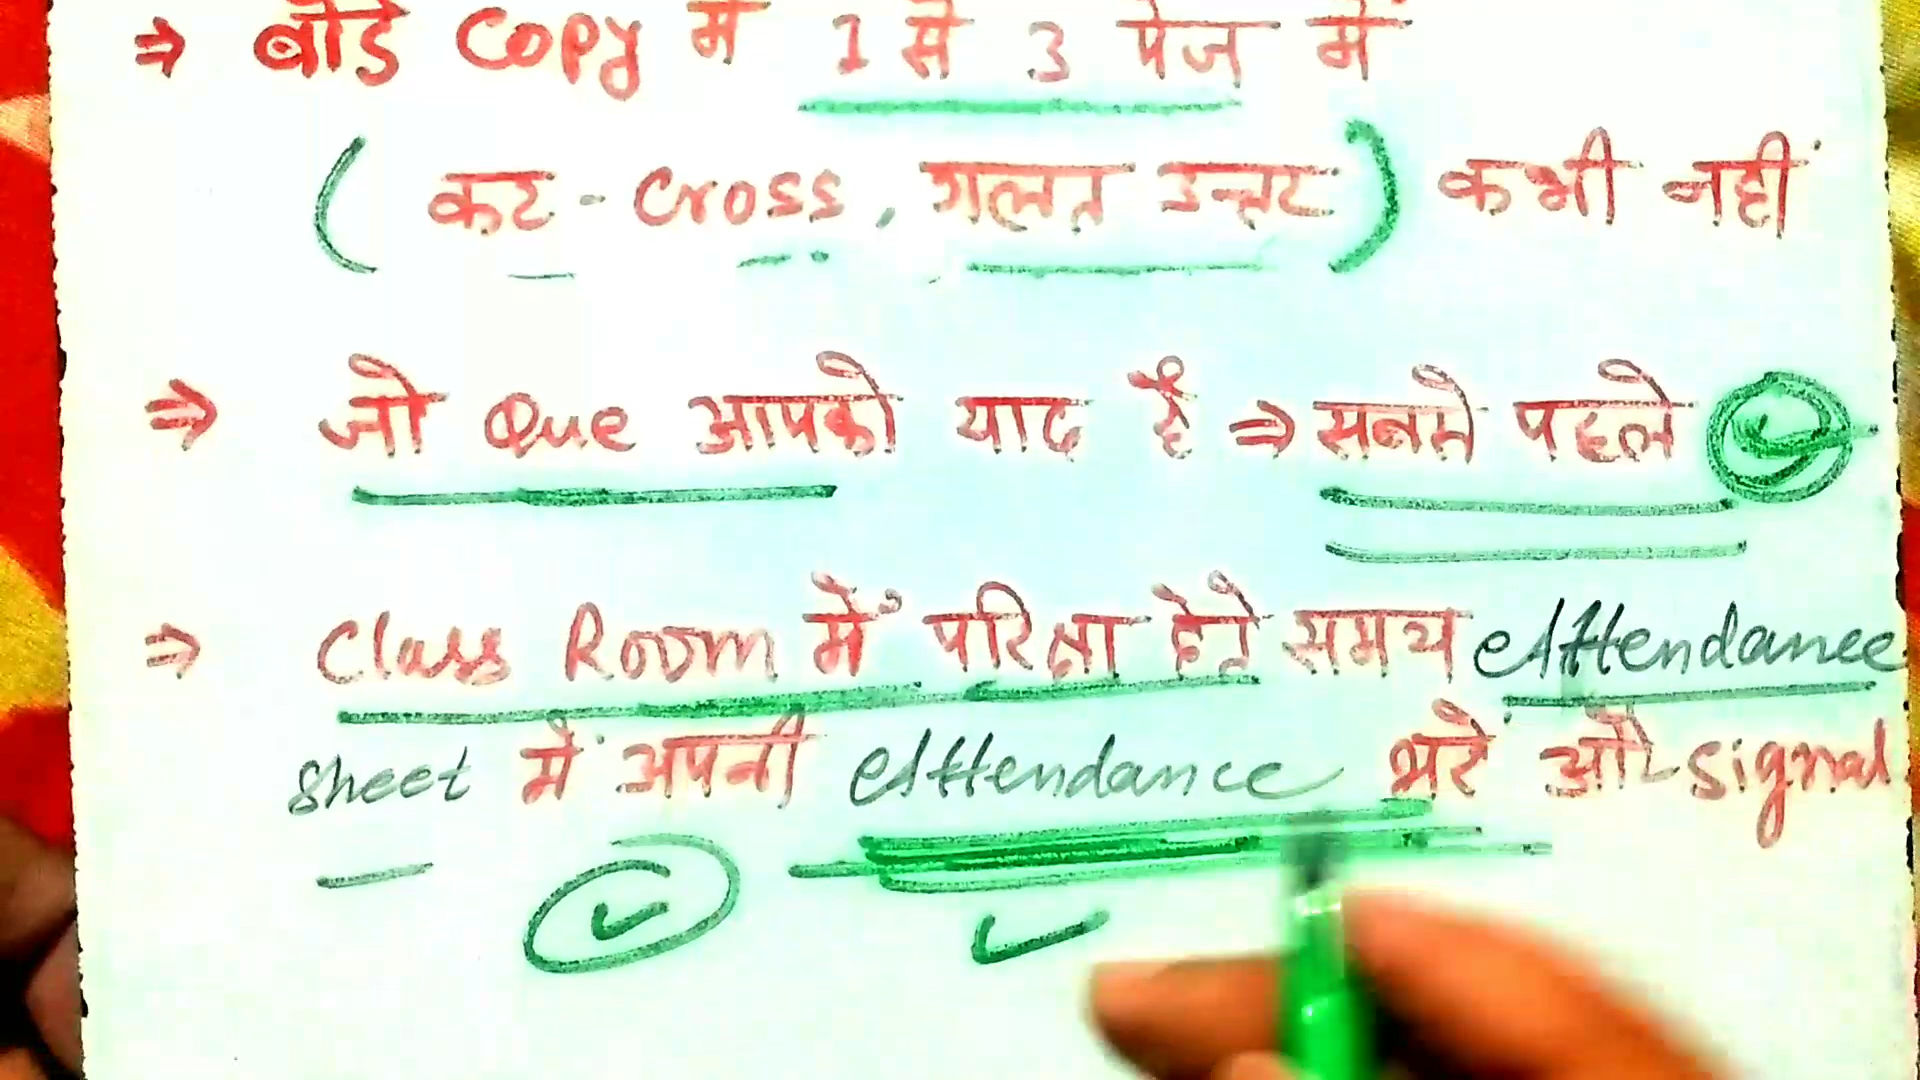 ⇒ बोर्ड Copy में 1 से 3 पेज में
( कट - Cross, गलत उत्तर ) कभी नहीं
⇒ जो Que आपको याद है ⇒ सबसे पहले
⇒ Class Room में परिक्षा देते समय Attendance
Sheet में अपनी Attendance भरें और signal